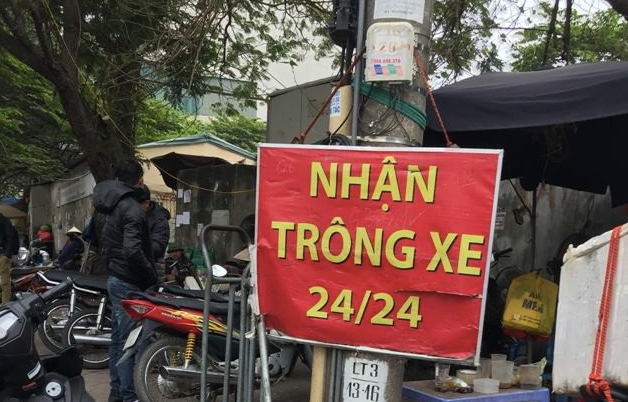 NHẬN
TRÔNG XE
24/24
LT3
13-16